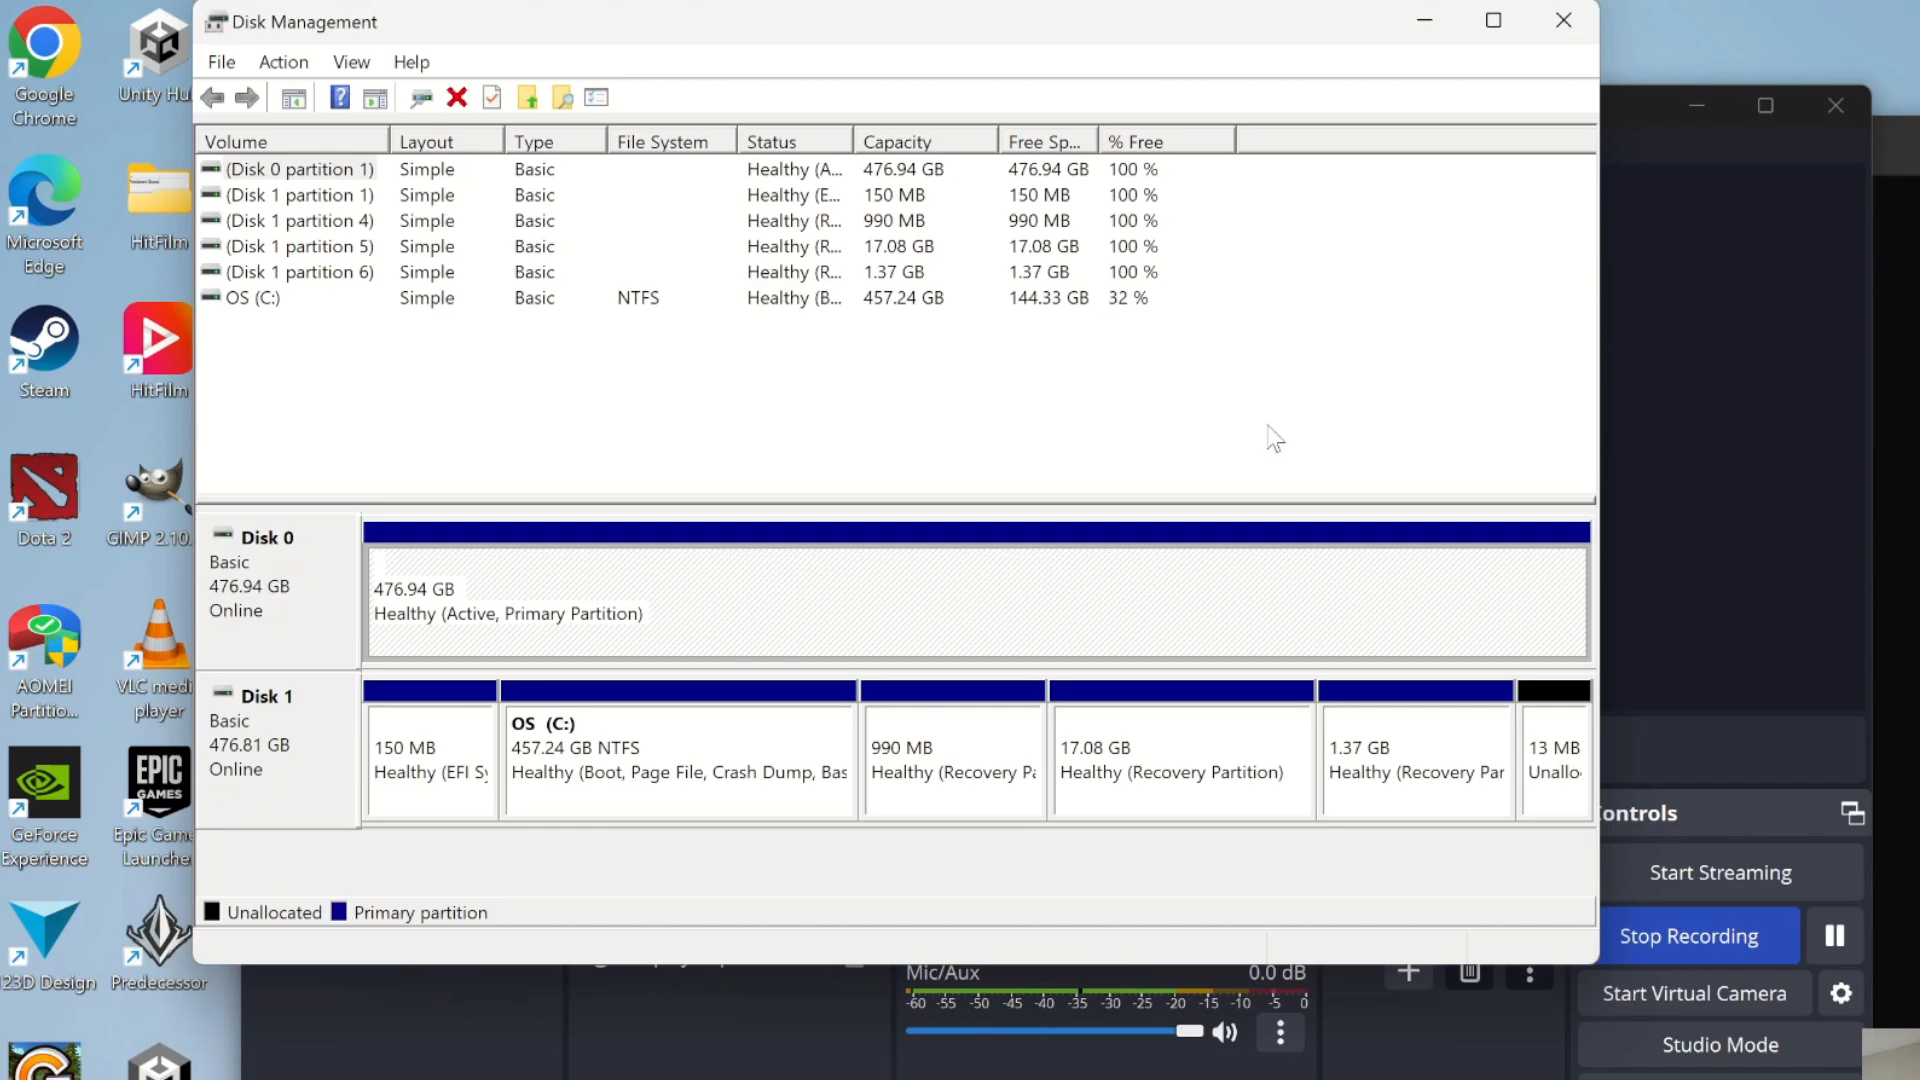 Disk Management
File Action View Help
Volume Layout Type File System Status Capacity Free Sp... % Free
(Disk 0 partition 1) Simple Basic Healthy (A... 476.94 GB 476.94 GB 100 %
(Disk 1 partition 1) Simple Basic Healthy (E... 150 MB 150 MB 100 %
(Disk 1 partition 4) Simple Basic Healthy (R... 990 MB 990 MB 100 %
(Disk 1 partition 5) Simple Basic Healthy (R... 17.08 GB 17.08 GB 100 %
(Disk 1 partition 6) Simple Basic Healthy (R... 1.37 GB 1.37 GB 100 %
OS (C:) Simple Basic NTFS Healthy (B... 457.24 GB 144.33 GB 32 %
Disk 0
Basic
476.94 GB
Online
476.94 GB
Healthy (Active, Primary Partition)
Disk 1
Basic
476.81 GB
Online
150 MB
Healthy (EFI Sy
OS (C:)
457.24 GB NTFS
Healthy (Boot, Page File, Crash Dump, Bas
990 MB
Healthy (Recovery Pa
17.08 GB
Healthy (Recovery Partition)
1.37 GB
Healthy (Recovery Par
13 MB
Unallo
Unallocated Primary partition
Google
Chrome
Unity Hu
Microsoft
Edge
HitFilm
Steam
HitFilm
Dota 2
GIMP 2.10.
AOMEI
Partitio...
VLC medi
player
GeForce
Experience
EPIC
GAMES
Epic Game
Launche
123D Design
Predecessor
Controls
Start Streaming
Stop Recording
Start Virtual Camera
Studio Mode
Mic/Aux 0.0 dB
-60 -55 -50 -45 -40 -35 -30 -25 -20 -15 -10 -5 0